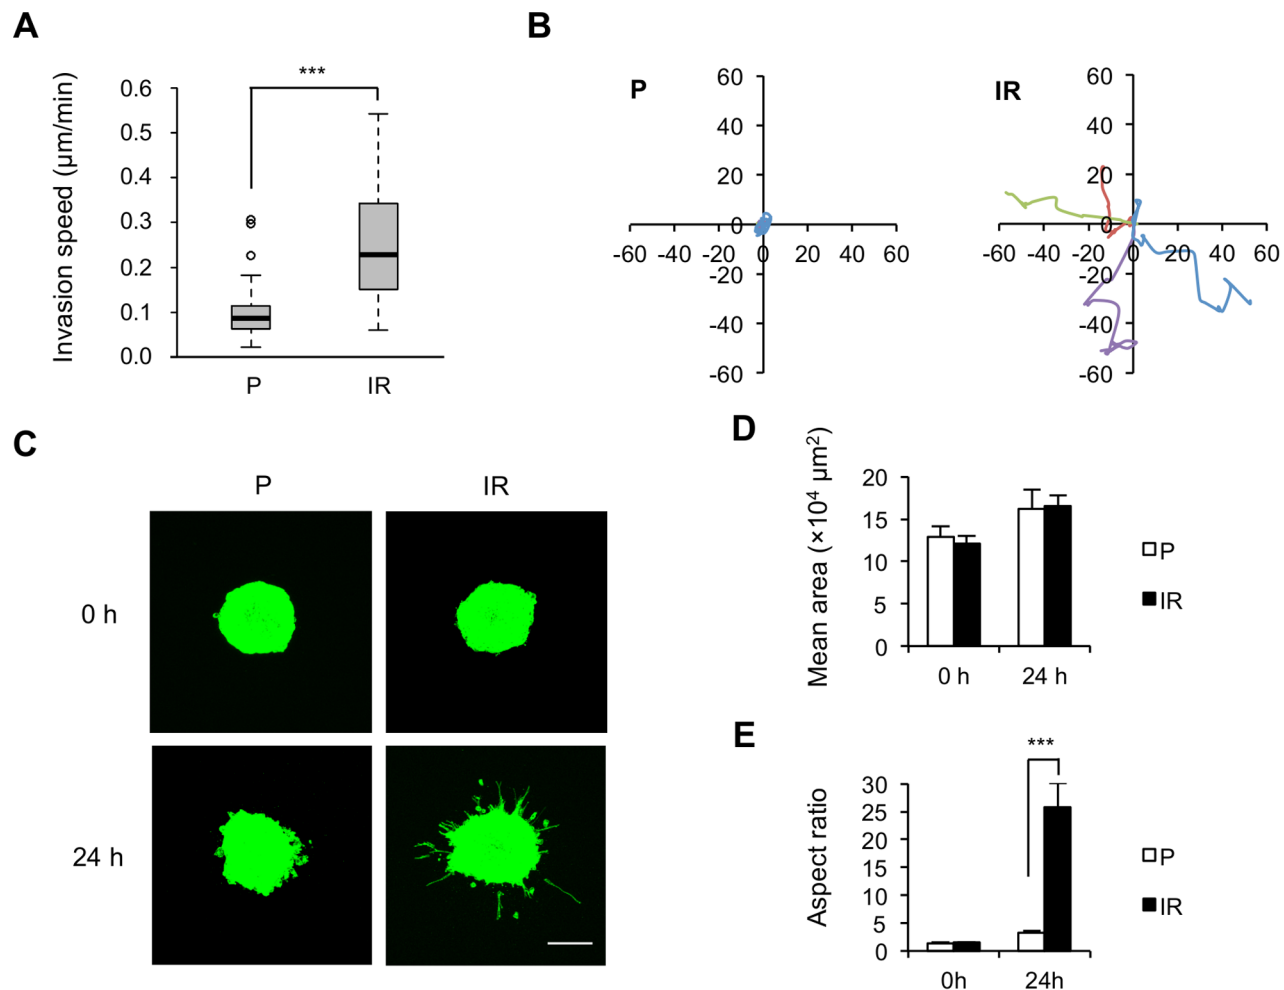 A
Invasion speed (µm/min)
0.6
0.5
0.4
0.3
0.2
0.1
0.0
***
P
IR
B
P
60
40
20
0
-20
-40
-60
-60 -40 -20 0 20 40 60
IR
60
40
20
0
-20
-40
-60
-60 -40 -20 0 20 40 60
C
P
IR
0 h
24 h
D
Mean area (×10⁴ µm²)
20
15
10
5
0
0 h
24 h
P
IR
E
Aspect ratio
30
25
20
15
10
5
0
***
0h
24h
P
IR